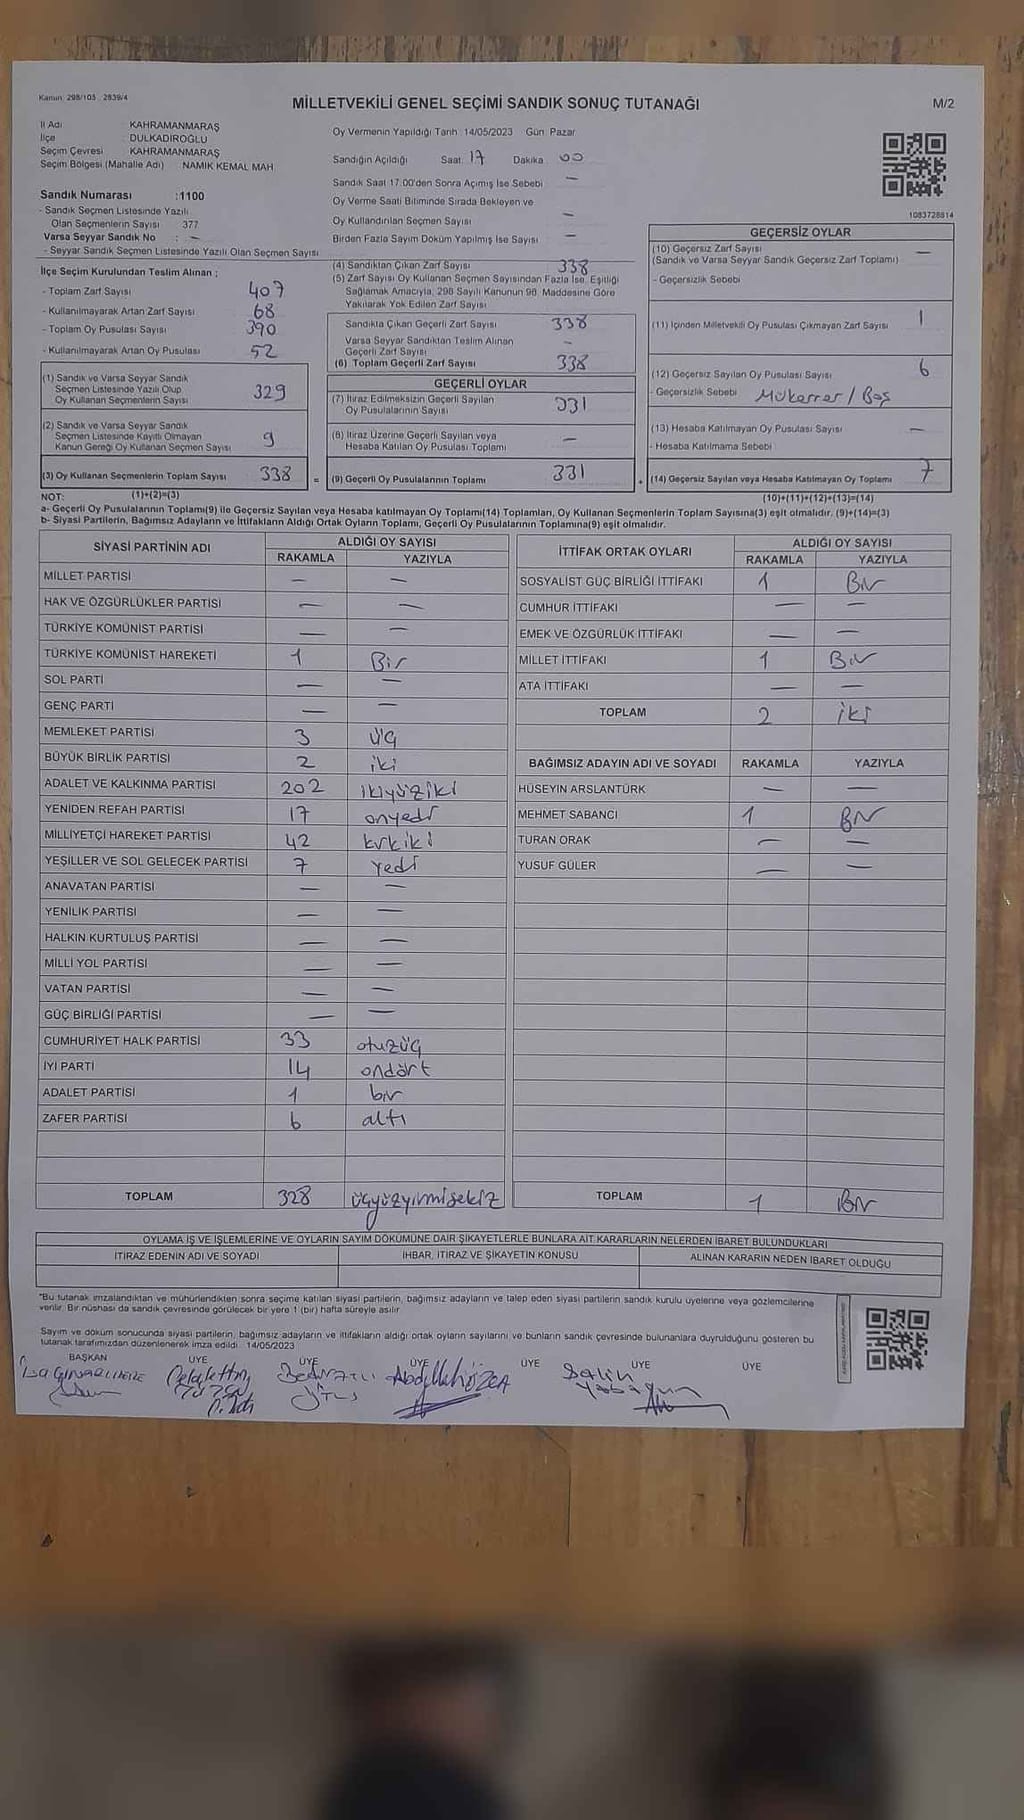 Kanun: 298/105 , 2839/4
MİLLETVEKİLİ GENEL SEÇİMİ SANDIK SONUÇ TUTANAĞI
M/2
İl Adı : KAHRAMANMARAŞ
İlçe : DULKADİROĞLU
Seçim Çevresi : KAHRAMANMARAŞ
Seçim Bölgesi (Mahalle Adı) : NAMIK KEMAL MAH
Sandık Numarası :1100
- Sandık Seçmen Listesinde Yazılı
Olan Seçmenlerin Sayısı : 377
Varsa Seyyar Sandık No : —
- Seyyar Sandık Seçmen Listesinde Yazılı Olan Seçmen Sayısı
İlçe Seçim Kurulundan Teslim Alınan ;
- Toplam Zarf Sayısı 407
- Kullanılmayarak Artan Zarf Sayısı 68
- Toplam Oy Pusulası Sayısı 390
- Kullanılmayarak Artan Oy Pusulası 52
(1) Sandık ve Varsa Seyyar Sandık
Seçmen Listesinde Yazılı Olup
Oy Kullanan Seçmenlerin Sayısı 329
(2) Sandık ve Varsa Seyyar Sandık
Seçmen Listesinde Kayıtlı Olmayan
Kanun Gereği Oy Kullanan Seçmen Sayısı 9
(3) Oy Kullanan Seçmenlerin Toplam Sayısı 338
Oy Vermenin Yapıldığı Tarih :14/05/2023 Gün: Pazar
Sandığın Açıldığı Saat: 17 Dakika: 00
Sandık Saat 17:00'den Sonra Açılmış İse Sebebi : —
Oy Verme Saati Bitiminde Sırada Bekleyen ve
Oy Kullandırılan Seçmen Sayısı —
Birden Fazla Sayım Döküm Yapılmış İse Sayısı —
(4) Sandıktan Çıkan Zarf Sayısı 338
(5) Zarf Sayısı Oy Kullanan Seçmen Sayısından Fazla İse, Eşitliği
Sağlamak Amacıyla, 298 Sayılı Kanunun 98. Maddesine Göre
Yakılarak Yok Edilen Zarf Sayısı
Sandıkta Çıkan Geçerli Zarf Sayısı 338
Varsa Seyyar Sandıktan Teslim Alınan
Geçerli Zarf Sayısı —
(6) Toplam Geçerli Zarf Sayısı 338
GEÇERLİ OYLAR
(7) İtiraz Edilmeksizin Geçerli Sayılan
Oy Pusulalarının Sayısı 331
(8) İtiraz Üzerine Geçerli Sayılan veya
Hesaba Katılan Oy Pusulası Toplamı —
= (9) Geçerli Oy Pusulalarının Toplamı 331
1083728814
GEÇERSİZ OYLAR
(10) Geçersiz Zarf Sayısı
(Sandık ve Varsa Seyyar Sandık Geçersiz Zarf Toplamı) —
- Geçersizlik Sebebi
(11) İçinden Milletvekili Oy Pusulası Çıkmayan Zarf Sayısı 1
(12) Geçersiz Sayılan Oy Pusulası Sayısı 6
- Geçersizlik Sebebi Mükerrer / Boş
(13) Hesaba Katılmayan Oy Pusulası Sayısı —
- Hesaba Katılmama Sebebi
+ (14) Geçersiz Sayılan veya Hesaba Katılmayan Oy Toplamı 7
NOT: (1)+(2)=(3) (10)+(11)+(12)+(13)=(14)
a- Geçerli Oy Pusulalarının Toplamı(9) ile Geçersiz Sayılan veya Hesaba katılmayan Oy Toplamı(14) Toplamları, Oy Kullanan Seçmenlerin Toplam Sayısına(3) eşit olmalıdır. (9)+(14)=(3)
b- Siyasi Partilerin, Bağımsız Adayların ve İttifakların Aldığı Ortak Oyların Toplamı, Geçerli Oy Pusulalarının Toplamına(9) eşit olmalıdır.
SİYASİ PARTİNİN ADI ALDIĞI OY SAYISI
RAKAMLA YAZIYLA
MİLLET PARTİSİ — —
HAK VE ÖZGÜRLÜKLER PARTİSİ — —
TÜRKİYE KOMÜNİST PARTİSİ — —
TÜRKİYE KOMÜNİST HAREKETİ 1 Bir
SOL PARTİ — —
GENÇ PARTİ — —
MEMLEKET PARTİSİ 3 üç
BÜYÜK BİRLİK PARTİSİ 2 iki
ADALET VE KALKINMA PARTİSİ 202 ikiyüziki
YENİDEN REFAH PARTİSİ 17 onyedi
MİLLİYETÇİ HAREKET PARTİSİ 42 kırkiki
YEŞİLLER VE SOL GELECEK PARTİSİ 7 Yedi
ANAVATAN PARTİSİ — —
YENİLİK PARTİSİ — —
HALKIN KURTULUŞ PARTİSİ — —
MİLLİ YOL PARTİSİ — —
VATAN PARTİSİ — —
GÜÇ BİRLİĞİ PARTİSİ — —
CUMHURİYET HALK PARTİSİ 33 otuzüç
İYİ PARTİ 14 ondört
ADALET PARTİSİ 1 bir
ZAFER PARTİSİ 6 altı
TOPLAM 328 üçyüzyirmisekiz
İTTİFAK ORTAK OYLARI ALDIĞI OY SAYISI
RAKAMLA YAZIYLA
SOSYALİST GÜÇ BİRLİĞİ İTTİFAKI 1 Bir
CUMHUR İTTİFAKI — —
EMEK VE ÖZGÜRLÜK İTTİFAKI — —
MİLLET İTTİFAKI 1 Bir
ATA İTTİFAKI — —
TOPLAM 2 iki
BAĞIMSIZ ADAYIN ADI VE SOYADI RAKAMLA YAZIYLA
HÜSEYİN ARSLANTÜRK — —
MEHMET SABANCI 1 Bir
TURAN ORAK — —
YUSUF GÜLER — —
TOPLAM 1 Bir
OYLAMA İŞ VE İŞLEMLERİNE VE OYLARIN SAYIM DÖKÜMÜNE DAİR ŞİKAYETLERLE BUNLARA AİT KARARLARIN NELERDEN İBARET BULUNDUKLARI
İTİRAZ EDENİN ADI VE SOYADI İHBAR, İTİRAZ VE ŞİKAYETİN KONUSU ALINAN KARARIN NEDEN İBARET OLDUĞU
"Bu tutanak imzalandıktan ve mühürlendikten sonra seçime katılan siyasi partilerin, bağımsız adayların ve talep eden siyasi partilerin sandık kurulu üyelerine veya gözlemcilerine
verilir. Bir nüshası da sandık çevresinde görülecek bir yere 1 (bir) hafta süreyle asılır.
Sayım ve döküm sonucunda siyasi partilerin, bağımsız adayların ve ittifakların aldığı ortak oyların sayılarını ve bunların sandık çevresinde bulunanlara duyrulduğunu gösteren bu
tutanak tarafımızdan düzenlenerek imza edildi. 14/05/2023
BAŞKAN ÜYE ÜYE ÜYE ÜYE ÜYE ÜYE
Salih